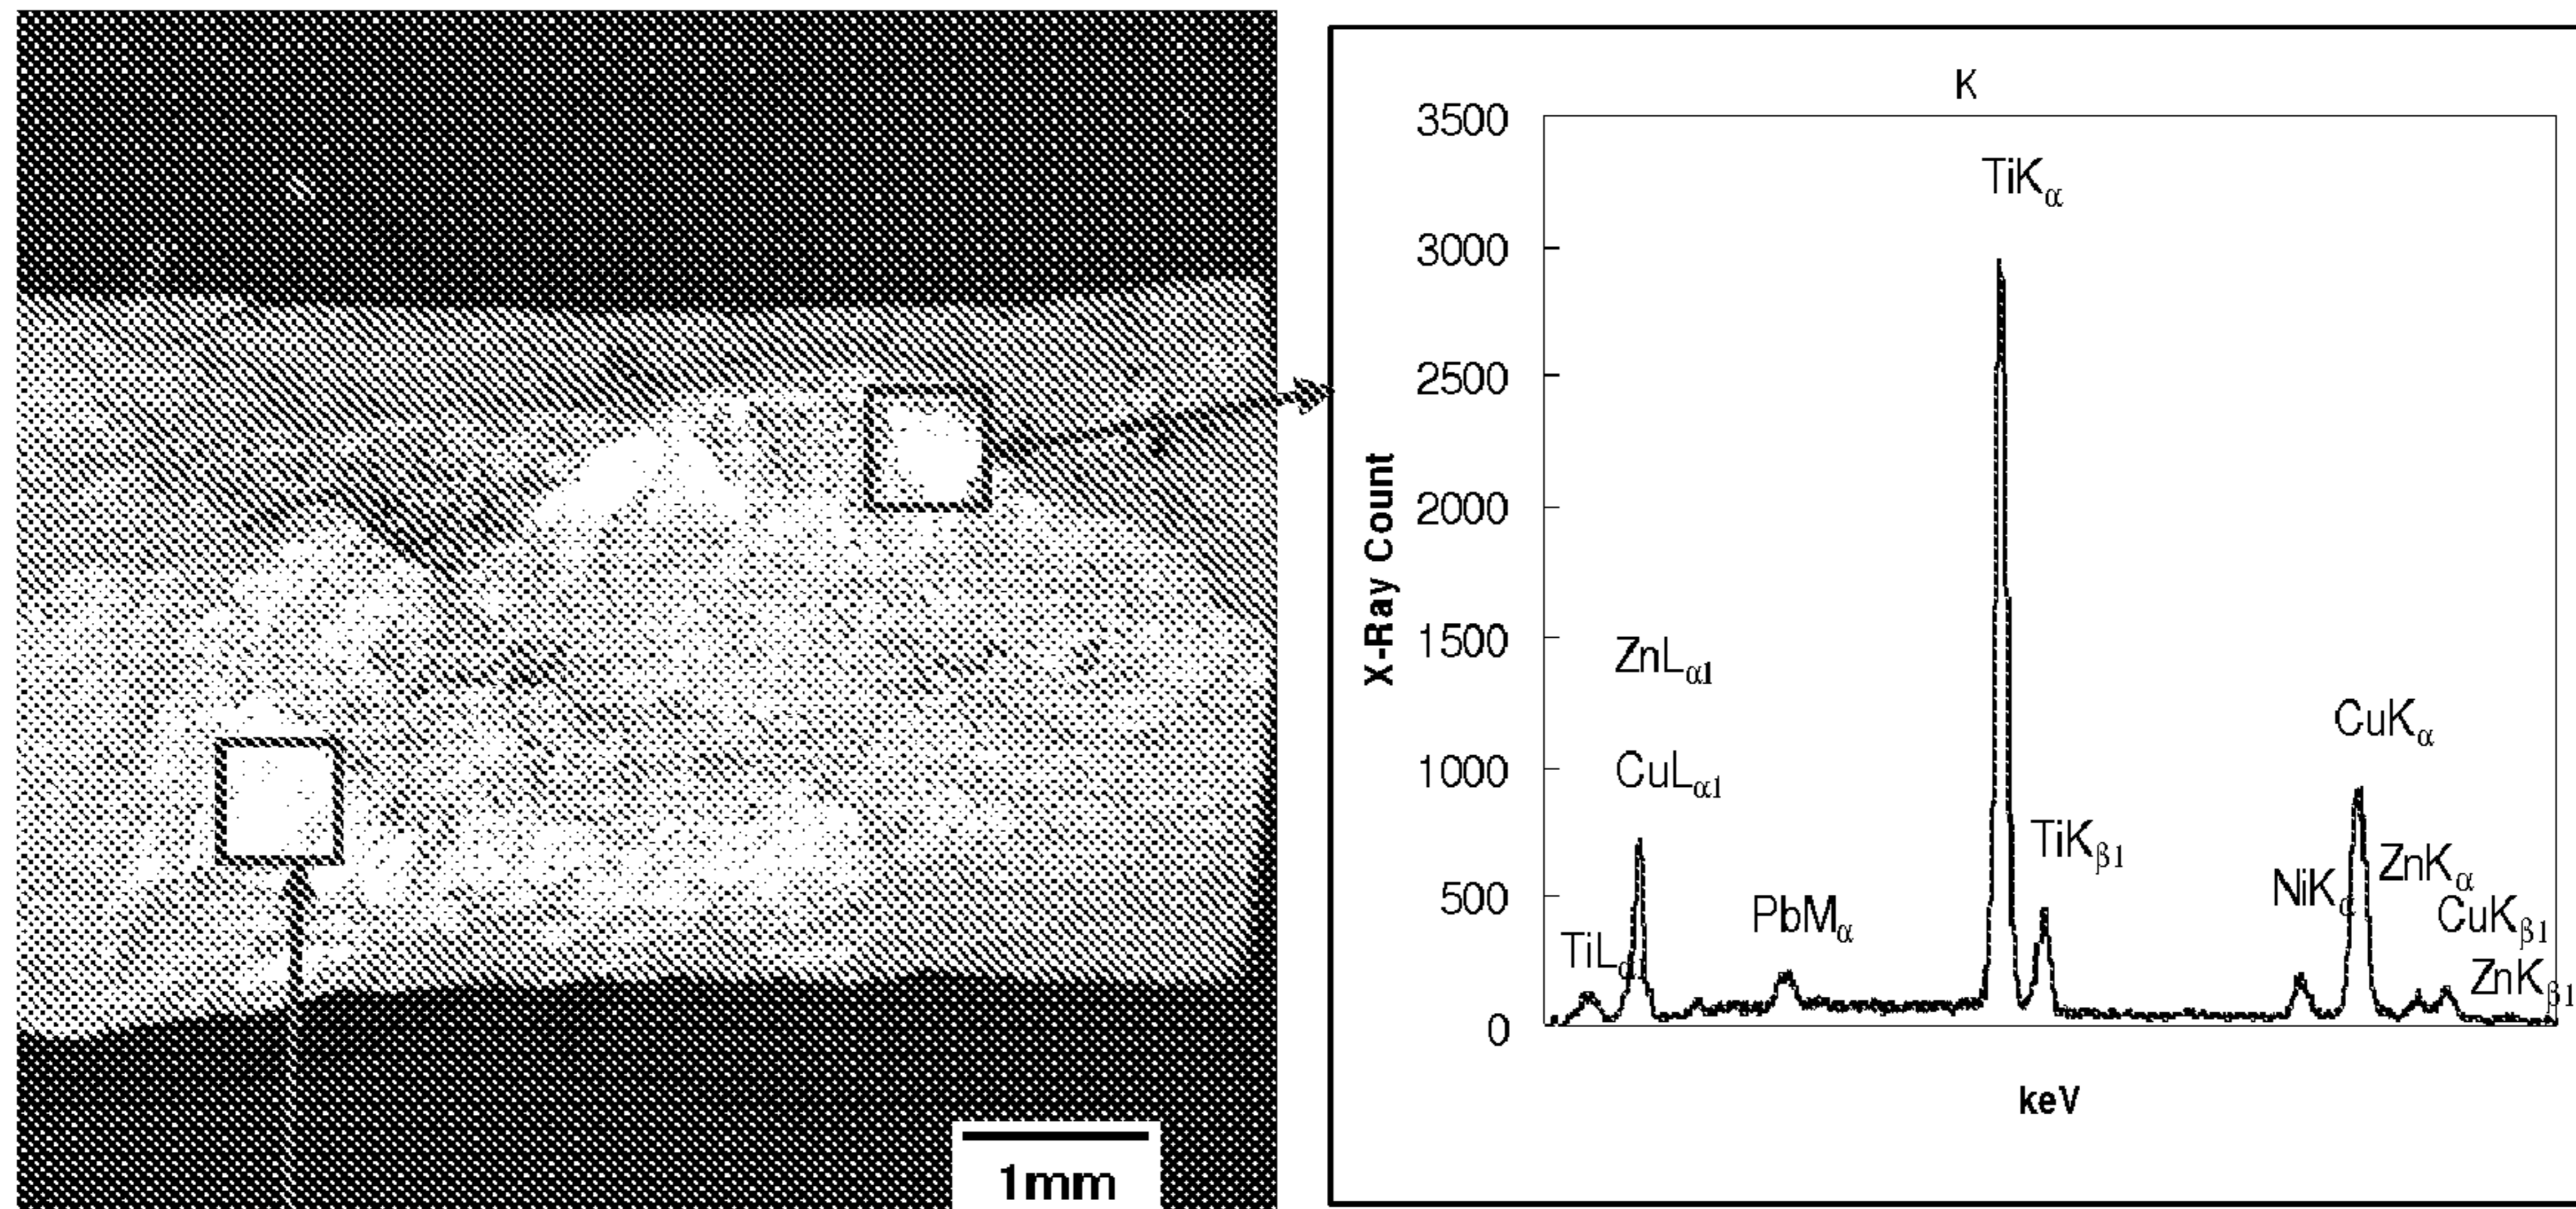 1mm
K
3500
3000
2500
2000
1500
1000
500
0
X-Ray Count
keV
TiKα
ZnLα1
CuLα1
CuKα
TiKβ1
ZnKα
NiKα
PbMα
CuKβ1
TiLα1
ZnKβ1